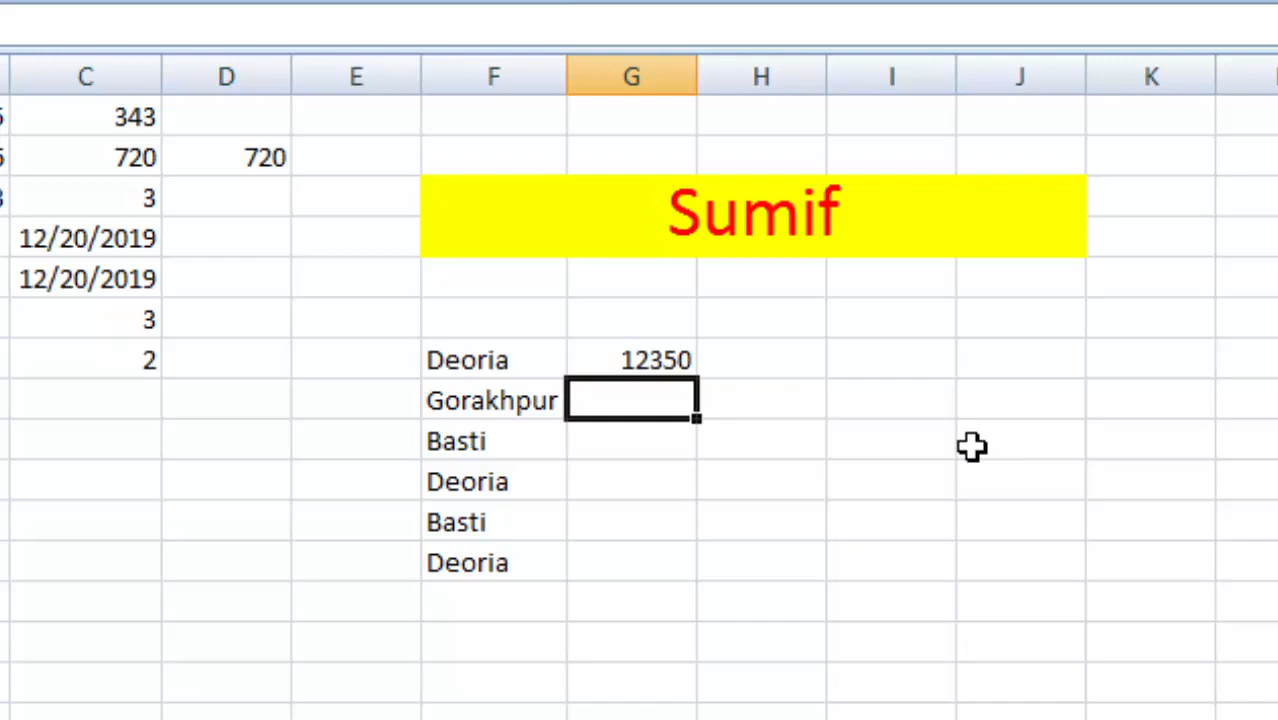 C D E F G H I J K
343
720 720
3
Sumif
12/20/2019
12/20/2019
3
2 Deoria 12350
Gorakhpur
Basti
Deoria
Basti
Deoria